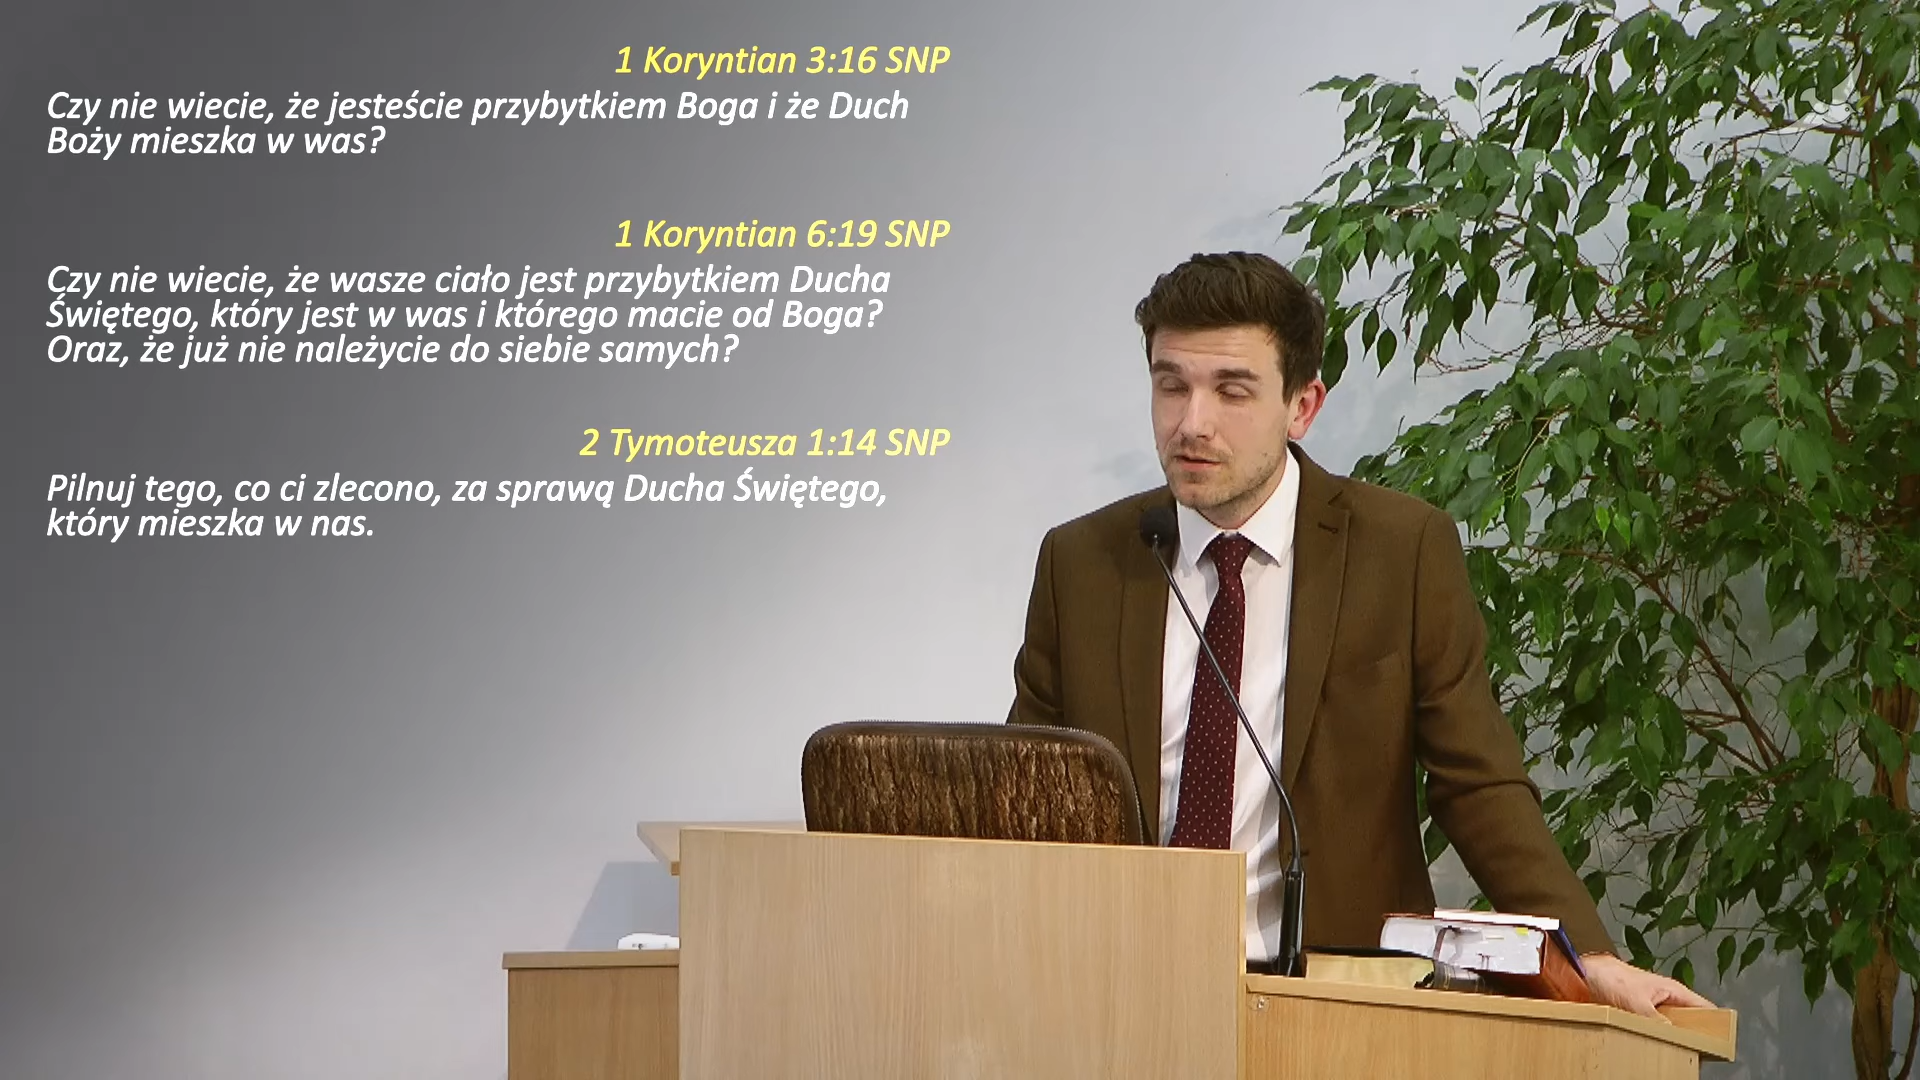 1 Koryntian 3:16 SNP
Czy nie wiecie, że jesteście przybytkiem Boga i że Duch
Boży mieszka w was?
1 Koryntian 6:19 SNP
Czy nie wiecie, że wasze ciało jest przybytkiem Ducha
Świętego, który jest w was i którego macie od Boga?
Oraz, że już nie należycie do siebie samych?
2 Tymoteusza 1:14 SNP
Pilnuj tego, co ci zlecono, za sprawą Ducha Świętego,
który mieszka w nas.